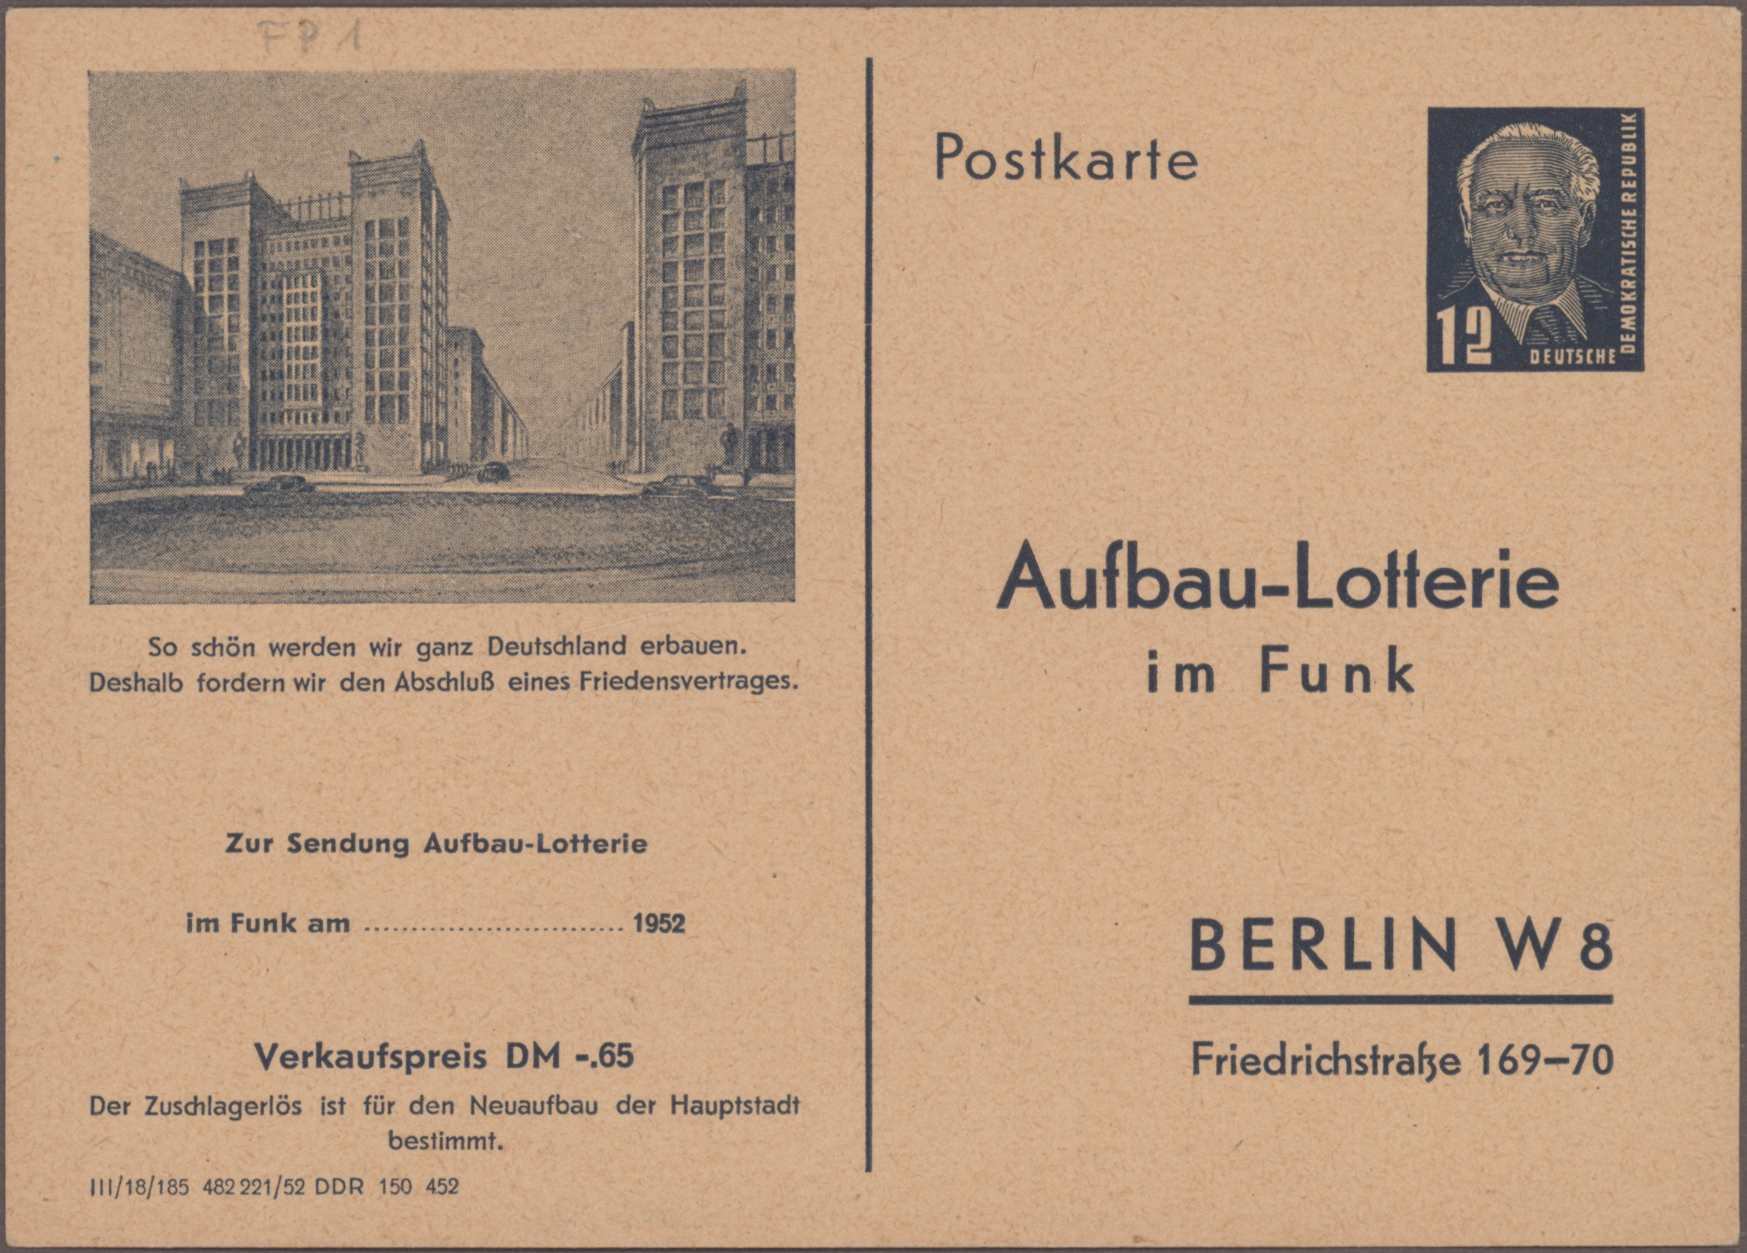 FP 1
So schön werden wir ganz Deutschland erbauen.
Deshalb fordern wir den Abschluß eines Friedensvertrages.
Zur Sendung Aufbau-Lotterie
im Funk am ............................ 1952
Verkaufspreis DM -.65
Der Zuschlagerlös ist für den Neuaufbau der Hauptstadt
bestimmt.
III/18/185 482 221/52 DDR 150 452
Postkarte
12
DEUTSCHE
DEMOKRATISCHE REPUBLIK
Aufbau-Lotterie
im Funk
BERLIN W 8
Friedrichstraße 169–70